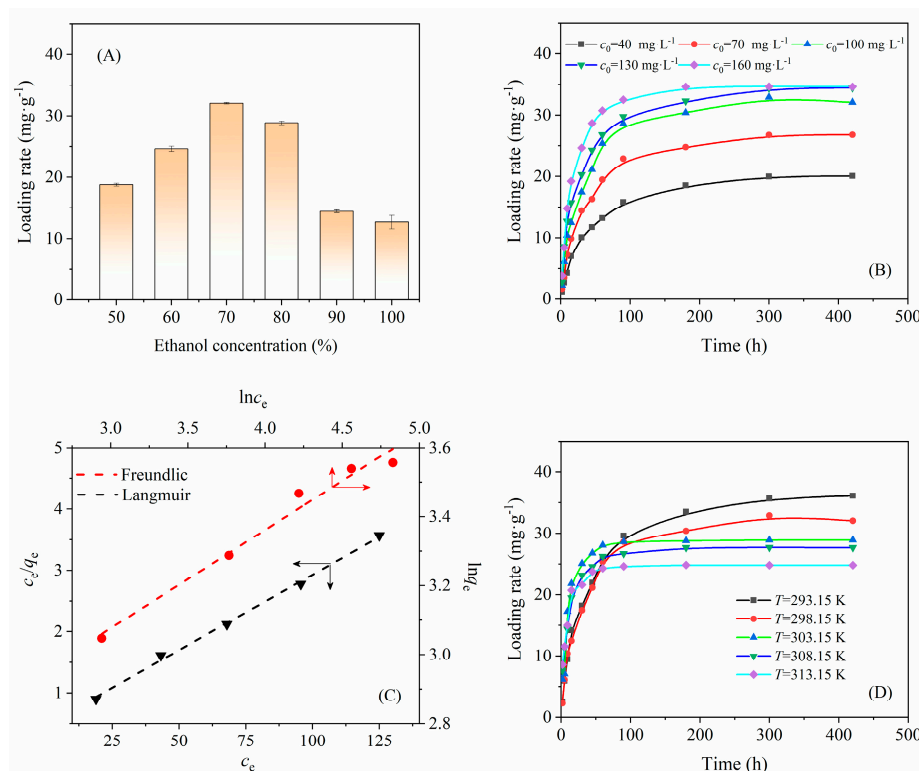 (A)
Loading rate (mg·g-1)
40
30
20
10
0
50 60 70 80 90 100
Ethanol concentration (%)
c0=40 mg L-1 c0=70 mg L-1 c0=100 mg L-1
c0=130 mg·L-1 c0=160 mg·L-1
Loading rate (mg·g-1)
40
30
20
10
0
(B)
0 100 200 300 400 500
Time (h)
lnce
3.0 3.5 4.0 4.5 5.0
Freundlic
Langmuir
ce/qe
5
4
3
2
1
lnqe
3.6
3.4
3.2
3.0
2.8
(C)
25 50 75 100 125
ce
Loading rate (mg·g-1)
40
30
20
10
0
T=293.15 K
T=298.15 K
T=303.15 K
T=308.15 K
T=313.15 K
(D)
0 100 200 300 400 500
Time (h)